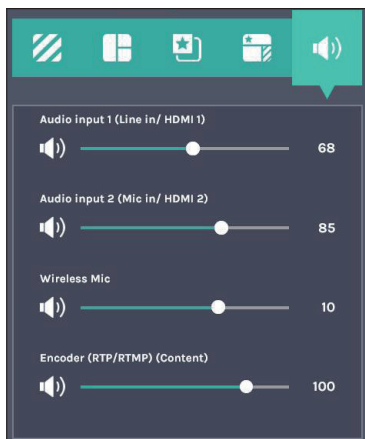 Audio input 1 (Line in/ HDMI 1)
68
Audio input 2 (Mic in/ HDMI 2)
85
Wireless Mic
10
Encoder (RTP/RTMP) (Content)
100